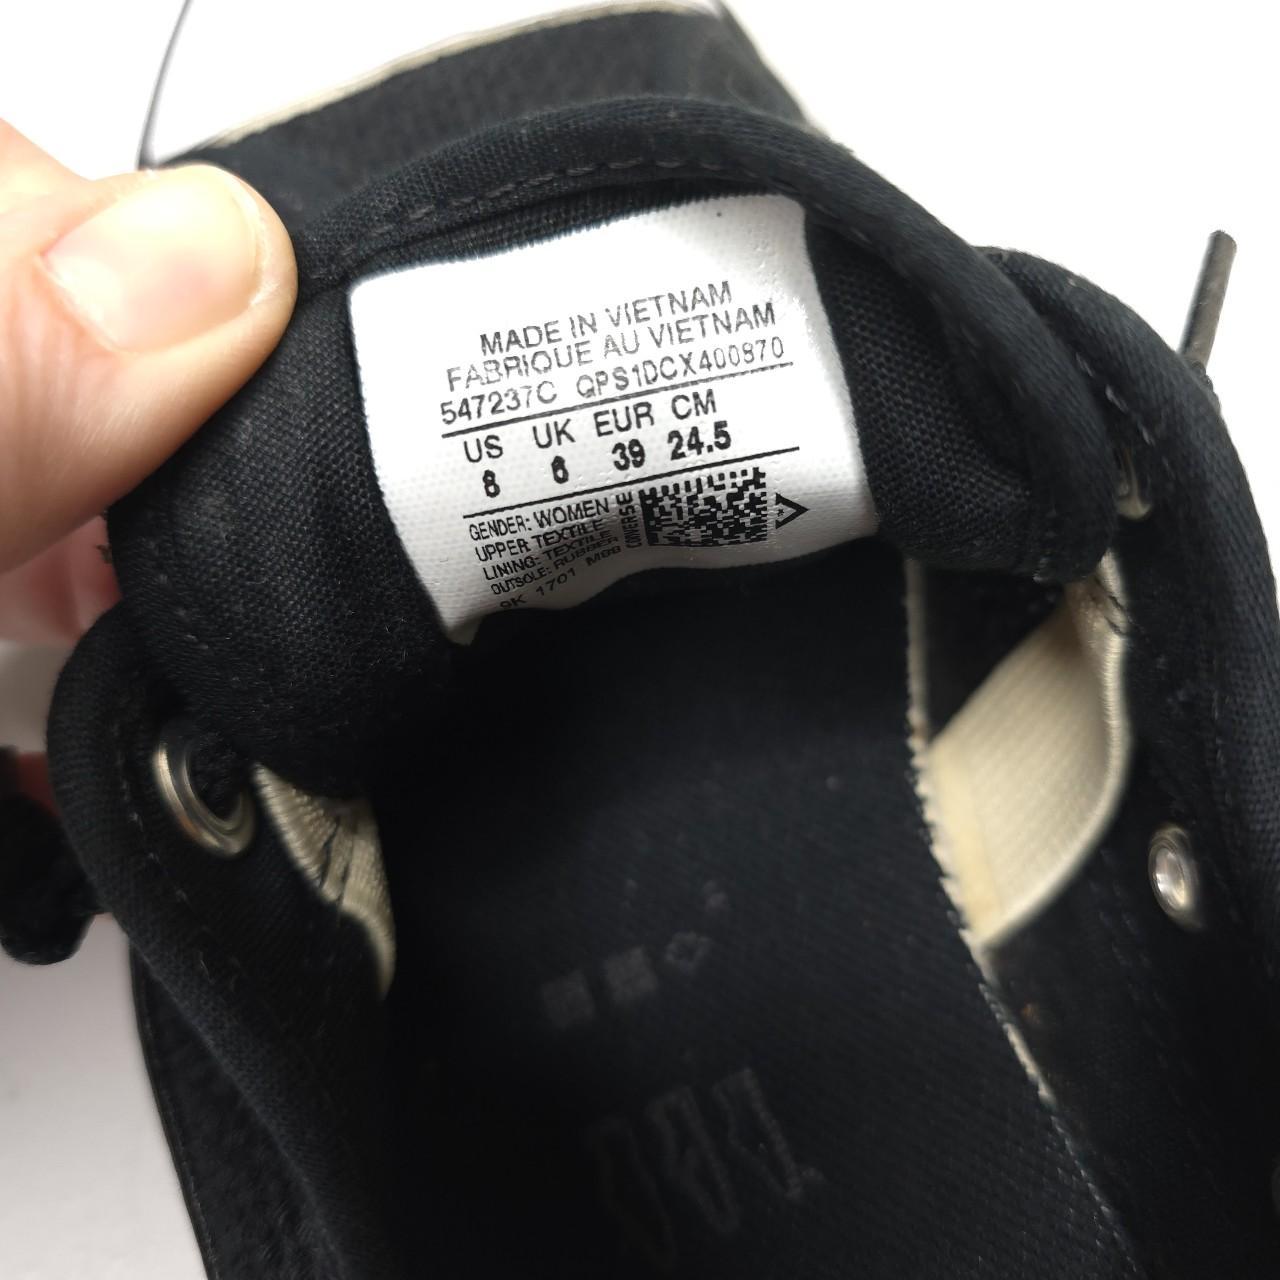 MADE IN VIETNAM
FABRIQUE AU VIETNAM
547237C QPS1DCX400870
US UK EUR CM
8 6 39 24.5
GENDER: WOMEN
UPPER TEXTILE
LINING: TEXTILE
OUTSOLE: RUBBER
1701
CONVERSE